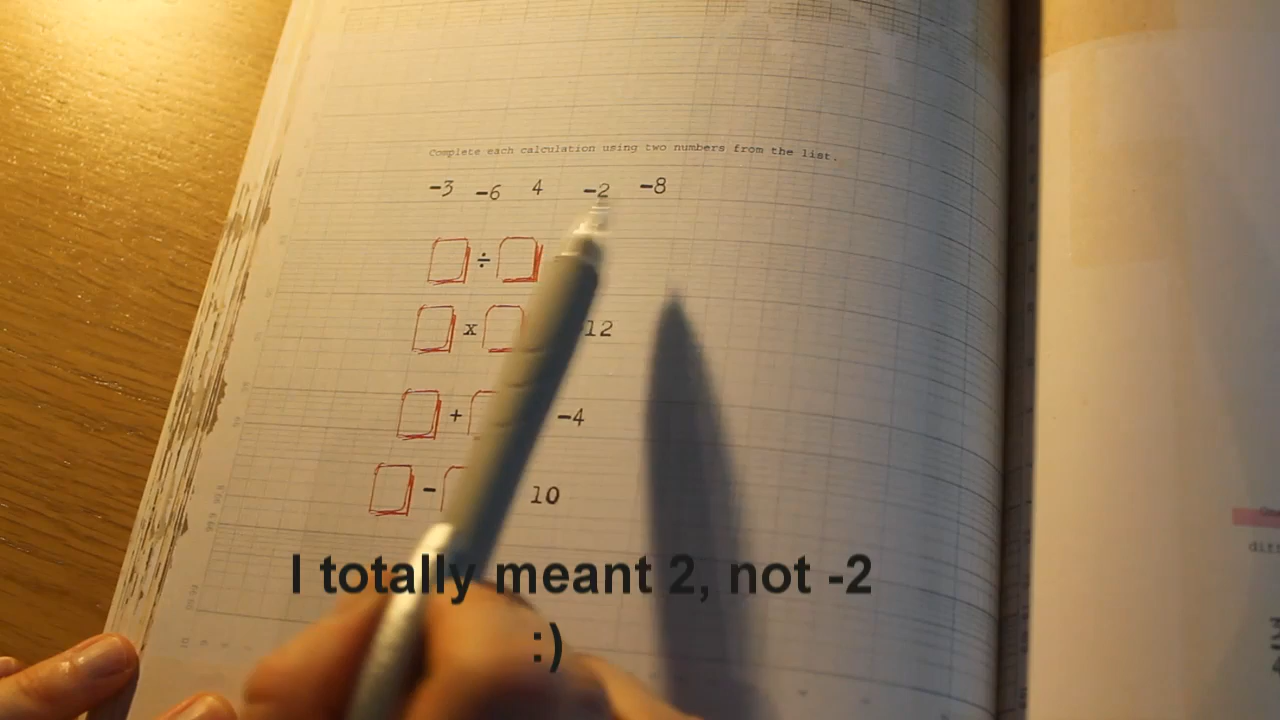 Complete each calculation using two numbers from the list.
-3 -6 4 -2 -8
÷
x 12
+ -4
- 10
I totally meant 2, not -2
:)